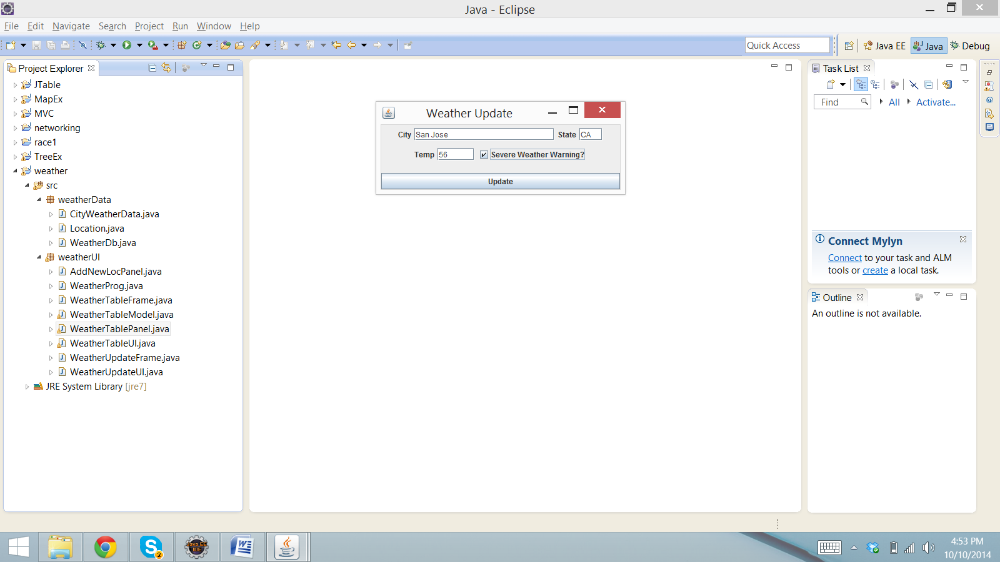 Java - Eclipse
File Edit Navigate Search Project Run Window Help
Quick Access
Java EE Java Debug
Project Explorer
JTable
MapEx
MVC
networking
race1
TreeEx
weather
src
weatherData
CityWeatherData.java
Location.java
WeatherDb.java
weatherUI
AddNewLocPanel.java
WeatherProg.java
WeatherTableFrame.java
WeatherTableModel.java
WeatherTablePanel.java
WeatherTableUI.java
WeatherUpdateFrame.java
WeatherUpdateUI.java
JRE System Library [jre7]
Weather Update
City San Jose State CA
Temp 56 Severe Weather Warning?
Update
Task List
Find All Activate...
Connect Mylyn
Connect to your task and ALM
tools or create a local task.
Outline
An outline is not available.
Java EE
IDE
2
4:53 PM
10/10/2014